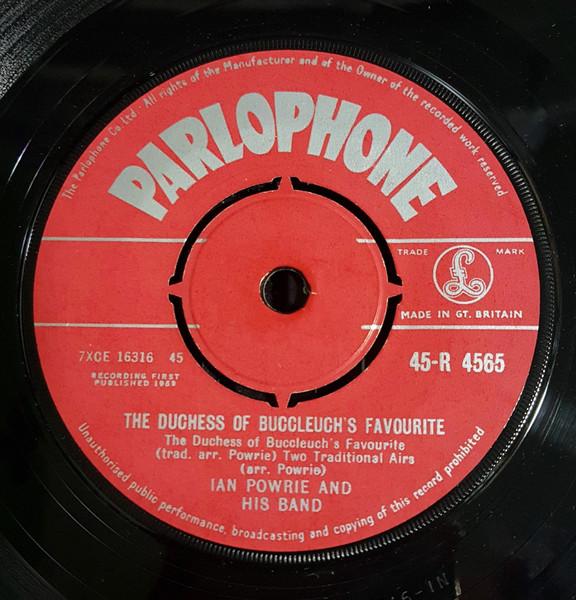 The Parlophone Co. Ltd · All rights of the Manufacturer and of the Owner of the recorded work reserved
PARLOPHONE
TRADE MARK
£
MADE IN GT. BRITAIN
7XCE 16316 45
45-R 4565
RECORDING FIRST
PUBLISHED 1959
THE DUCHESS OF BUCCLEUCH'S FAVOURITE
The Duchess of Buccleuch's Favourite
(trad. arr. Powrie) Two Traditional Airs
(arr. Powrie)
IAN POWRIE AND
HIS BAND
Unauthorised public performance, broadcasting and copying of this record prohibited